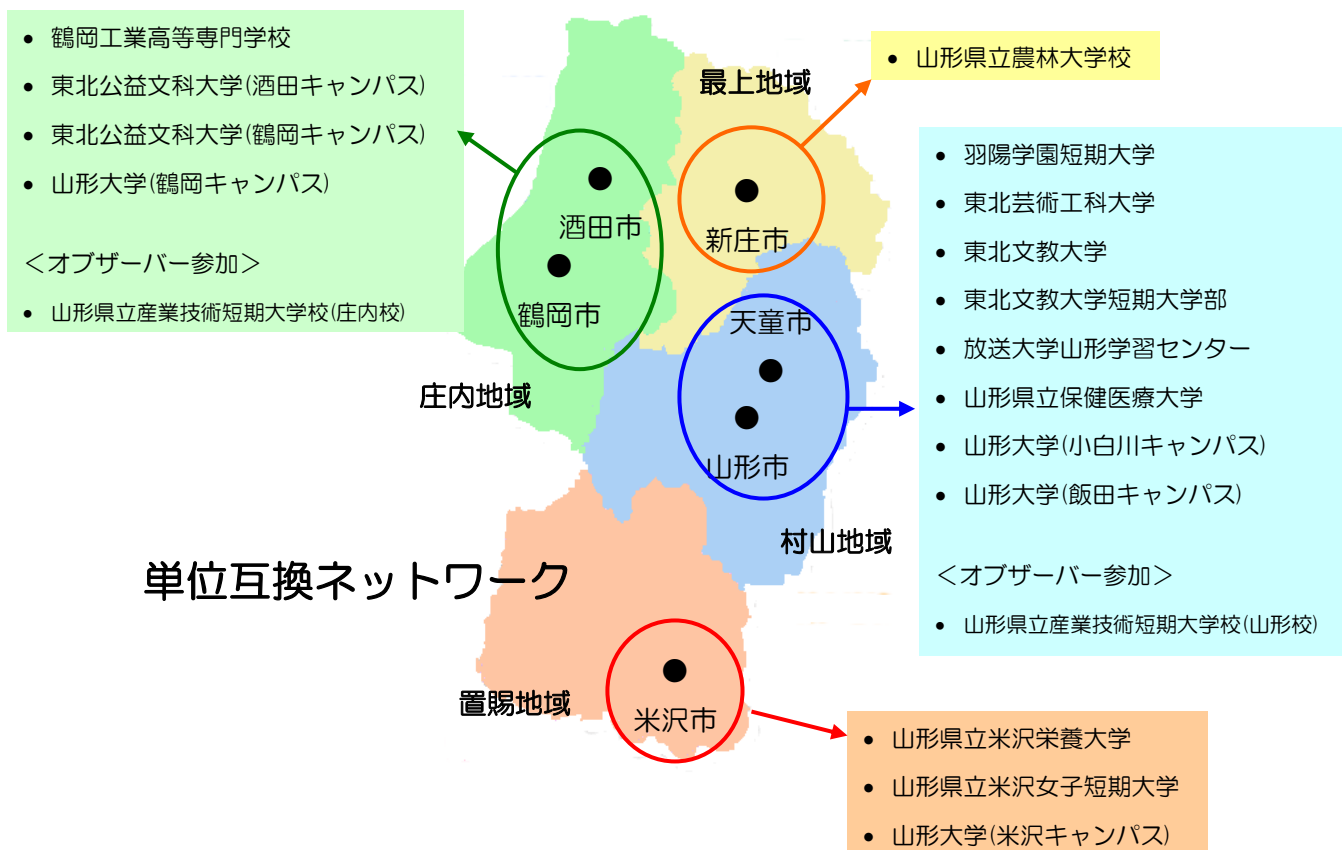 • 鶴岡工業高等専門学校
• 東北公益文科大学(酒田キャンパス)
• 東北公益文科大学(鶴岡キャンパス)
• 山形大学(鶴岡キャンパス)
＜オブザーバー参加＞
• 山形県立産業技術短期大学校(庄内校)
最上地域
• 山形県立農林大学校
酒田市
新庄市
鶴岡市
天童市
庄内地域
山形市
村山地域
• 羽陽学園短期大学
• 東北芸術工科大学
• 東北文教大学
• 東北文教大学短期大学部
• 放送大学山形学習センター
• 山形県立保健医療大学
• 山形大学(小白川キャンパス)
• 山形大学(飯田キャンパス)
＜オブザーバー参加＞
• 山形県立産業技術短期大学校(山形校)
単位互換ネットワーク
置賜地域
米沢市
• 山形県立米沢栄養大学
• 山形県立米沢女子短期大学
• 山形大学(米沢キャンパス)